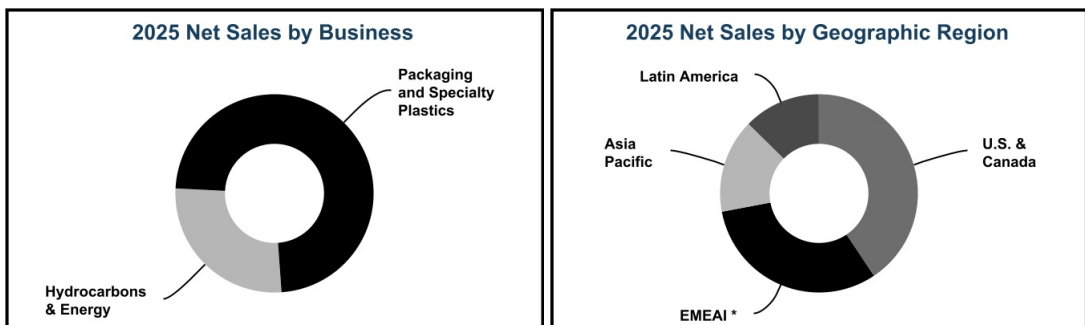 2025 Net Sales by Business
Packaging
and Specialty
Plastics
Hydrocarbons
& Energy
2025 Net Sales by Geographic Region
Latin America
Asia
Pacific
U.S. &
Canada
EMEAI *